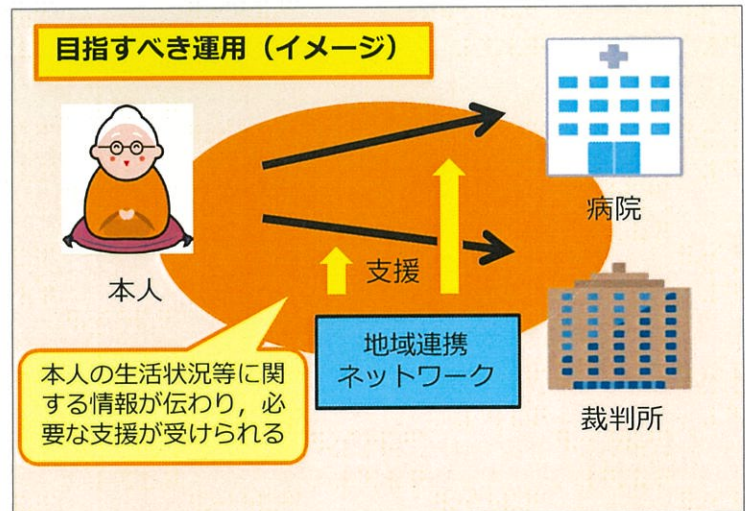 目指すべき運用（イメージ）
本人
病院
支援
地域連携
ネットワーク
本人の生活状況等に関
する情報が伝わり，必
要な支援が受けられる
裁判所